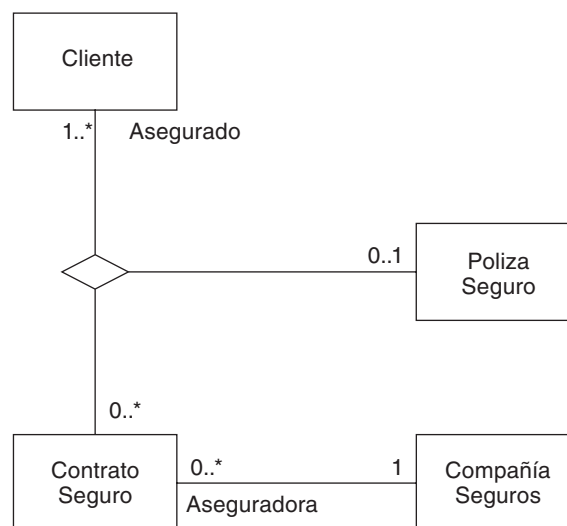 Cliente
1..* Asegurado
0..1
Poliza
Seguro
0..*
Contrato
Seguro
0..* 1
Aseguradora
Compañía
Seguros